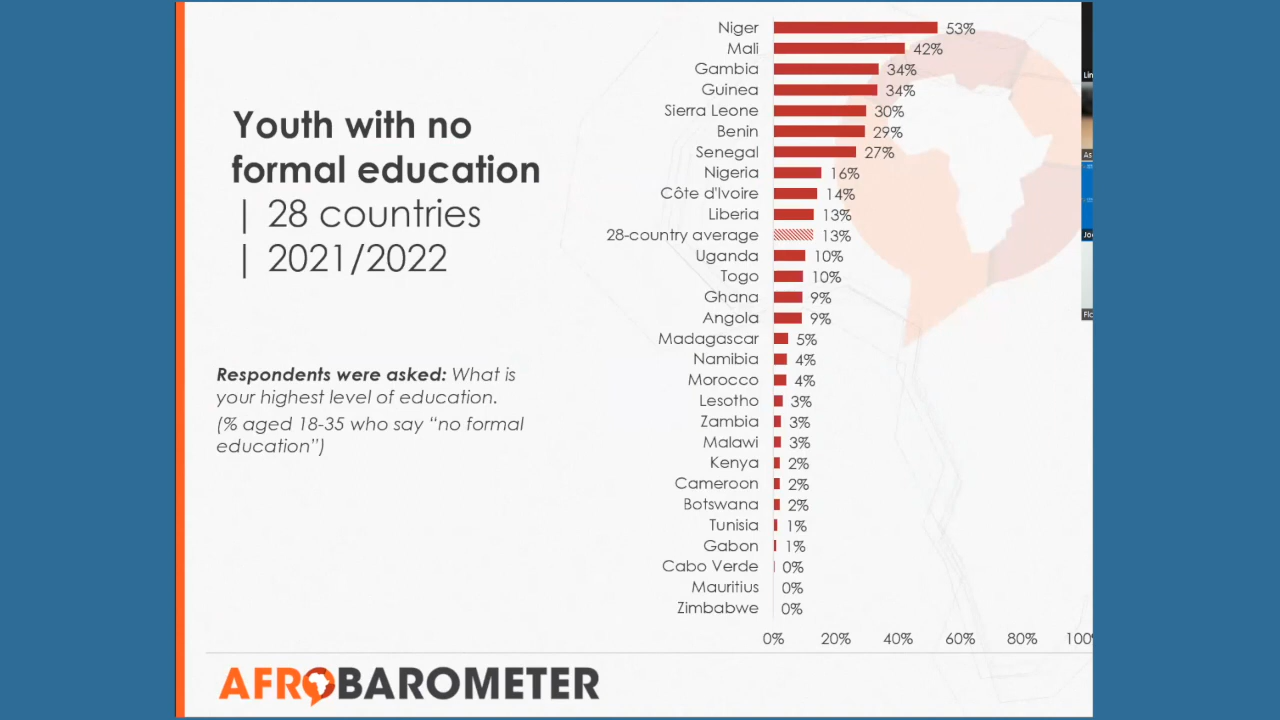 Youth with no
formal education
| 28 countries
| 2021/2022
Respondents were asked: What is
your highest level of education.
(% aged 18-35 who say “no formal
education”)
Niger 53%
Mali 42%
Gambia 34%
Guinea 34%
Sierra Leone 30%
Benin 29%
Senegal 27%
Nigeria 16%
Côte d'Ivoire 14%
Liberia 13%
28-country average 13%
Uganda 10%
Togo 10%
Ghana 9%
Angola 9%
Madagascar 5%
Namibia 4%
Morocco 4%
Lesotho 3%
Zambia 3%
Malawi 3%
Kenya 2%
Cameroon 2%
Botswana 2%
Tunisia 1%
Gabon 1%
Cabo Verde 0%
Mauritius 0%
Zimbabwe 0%
0% 20% 40% 60% 80% 100
AFROBAROMETER